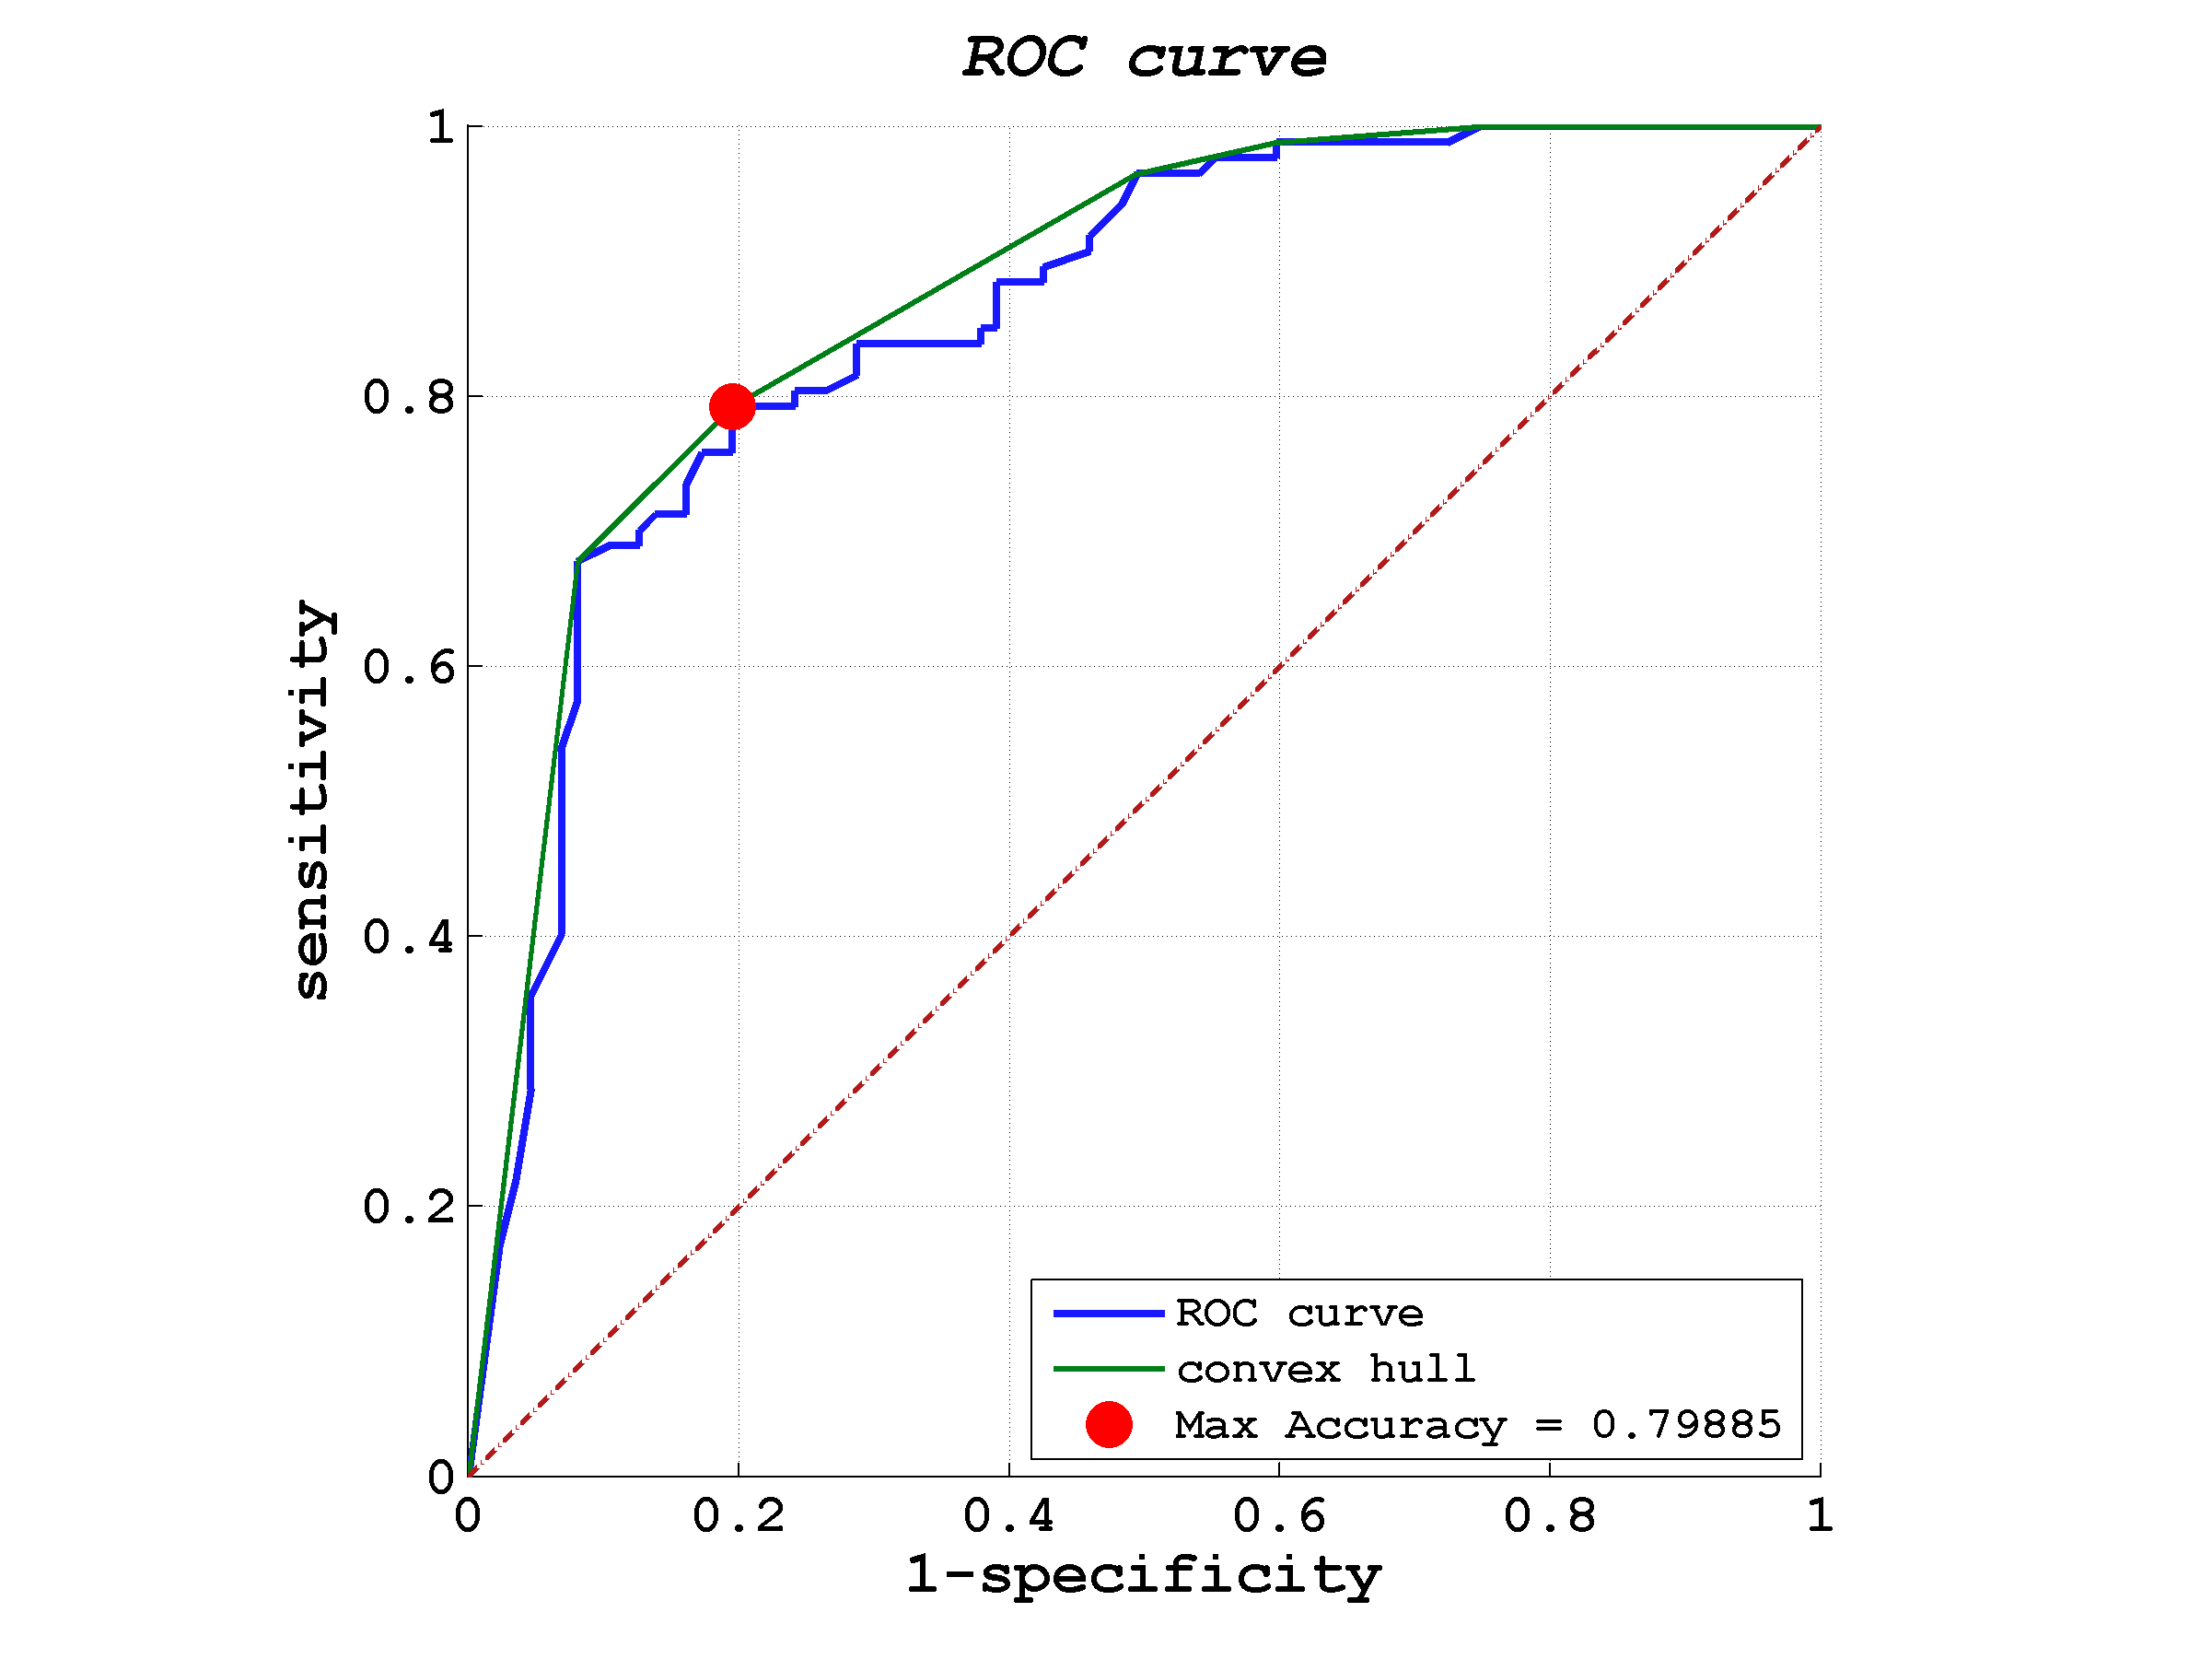 ROC curve
1
0.8
0.6
0.4
0.2
0
sensitivity
0 0.2 0.4 0.6 0.8 1
1-specificity
ROC curve
convex hull
Max Accuracy = 0.79885